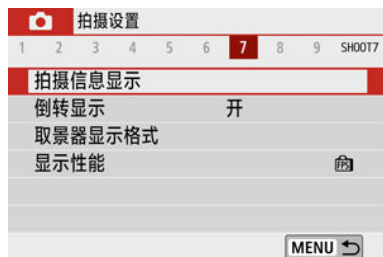 拍摄设置
1 2 3 4 5 6 7 8 9 SHOOT7
拍摄信息显示
倒转显示 开
取景器显示格式
显示性能 FPS
MENU